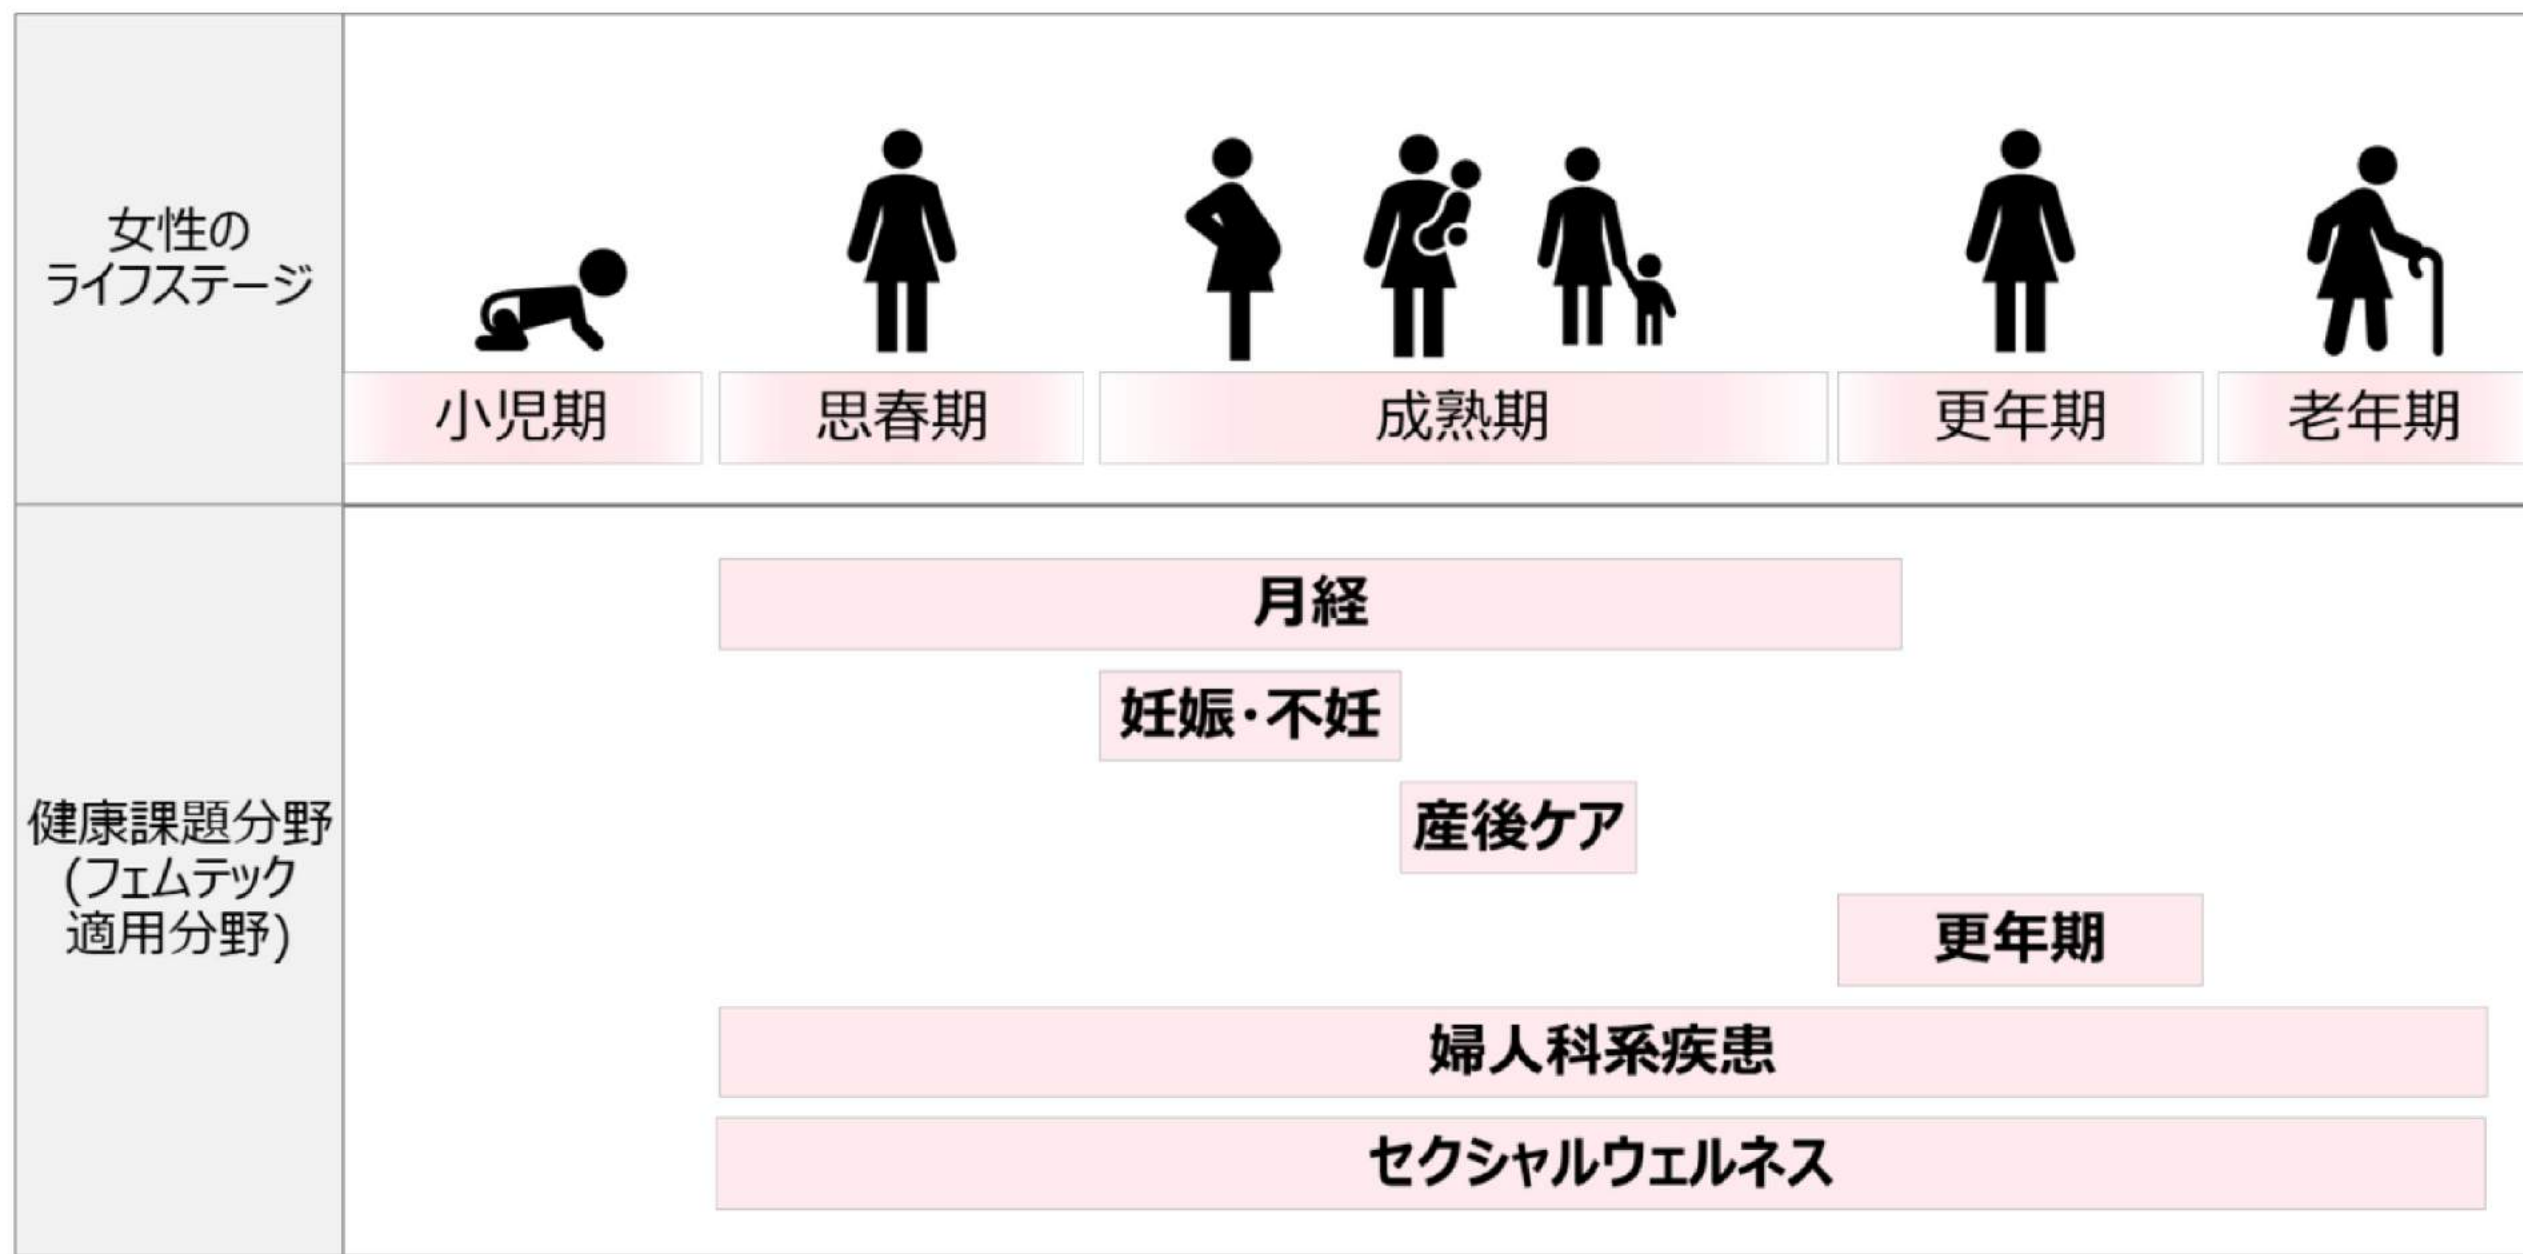 女性の
ライフステージ
小児期
思春期
成熟期
更年期
老年期
健康課題分野
(フェムテック
適用分野)
月経
妊娠・不妊
産後ケア
更年期
婦人科系疾患
セクシャルウェルネス